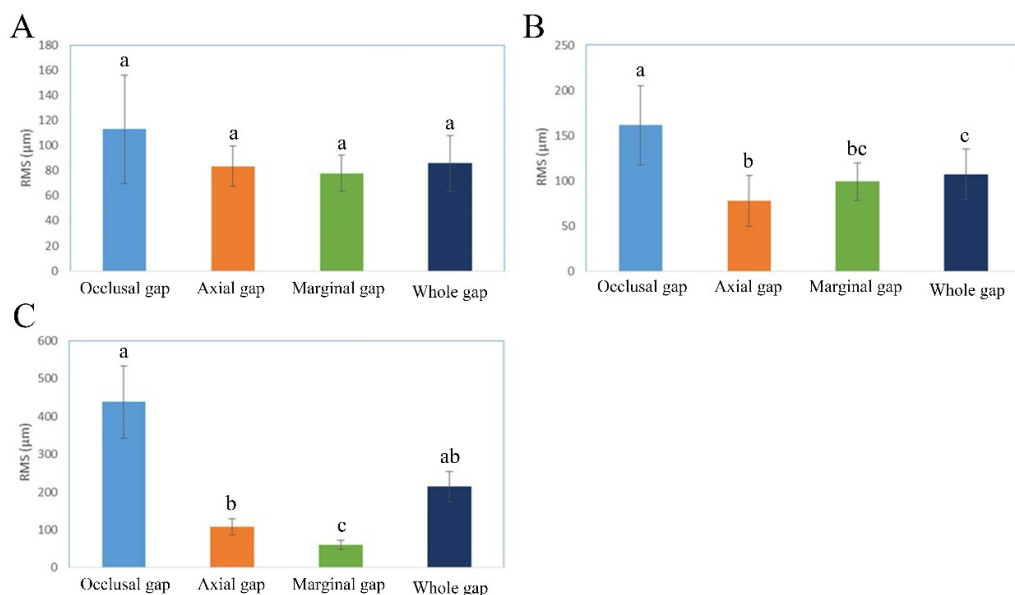 A
RMS (μm)
180
160
140
120
100
80
60
40
20
0
a
a
a
a
Occlusal gap
Axial gap
Marginal gap
Whole gap
B
RMS (μm)
250
200
150
100
50
0
a
b
bc
c
Occlusal gap
Axial gap
Marginal gap
Whole gap
C
RMS (μm)
600
500
400
300
200
100
0
a
b
c
ab
Occlusal gap
Axial gap
Marginal gap
Whole gap